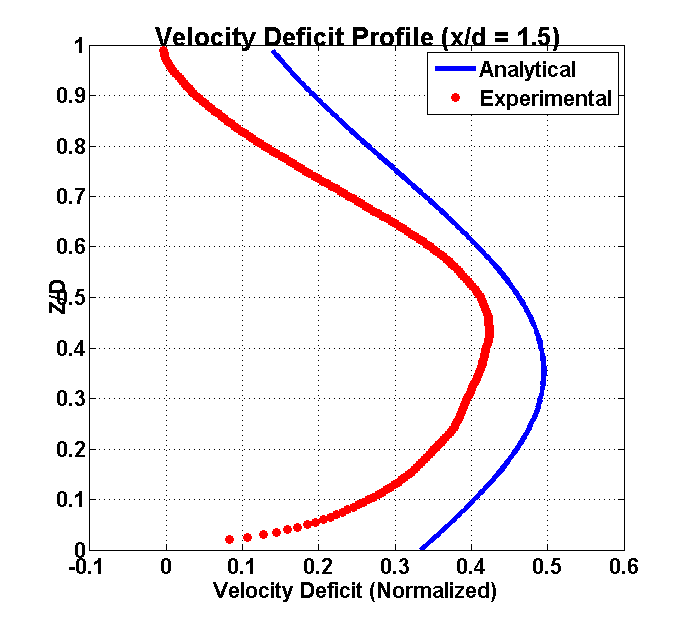 Velocity Deficit Profile (x/d = 1.5)
Analytical
Experimental
1
0.9
0.8
0.7
0.6
0.5
0.4
0.3
0.2
0.1
0
Z/D
-0.1 0 0.1 0.2 0.3 0.4 0.5 0.6
Velocity Deficit (Normalized)